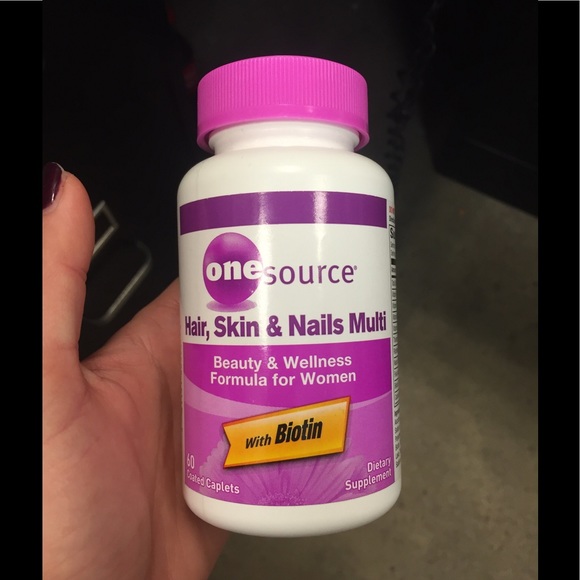 onesource®
Hair, Skin & Nails Multi
Beauty & Wellness
Formula for Women
With Biotin
60
Coated Caplets
Dietary
Supplement